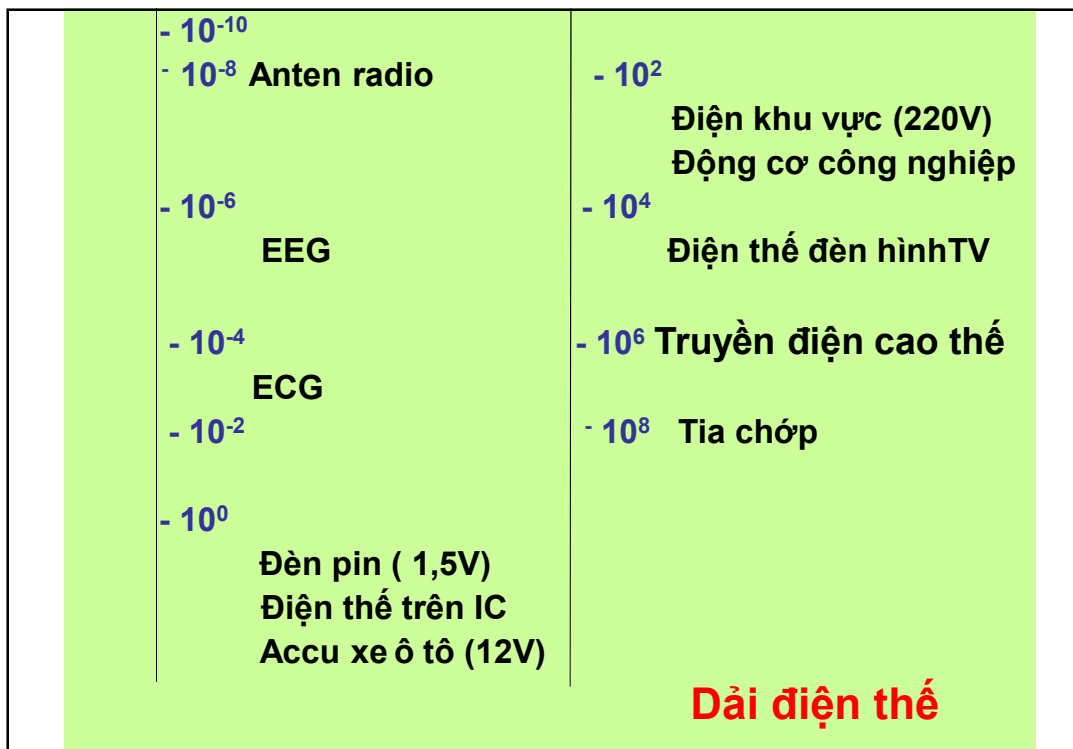 - 10⁻¹⁰
- 10⁻⁸ Anten radio
- 10⁻⁶
EEG
- 10⁻⁴
ECG
- 10⁻²
- 10⁰
Đèn pin ( 1,5V)
Điện thế trên IC
Accu xe ô tô (12V)
- 10²
Điện khu vực (220V)
Động cơ công nghiệp
- 10⁴
Điện thế đèn hìnhTV
- 10⁶ Truyền điện cao thế
- 10⁸ Tia chớp
Dải điện thế